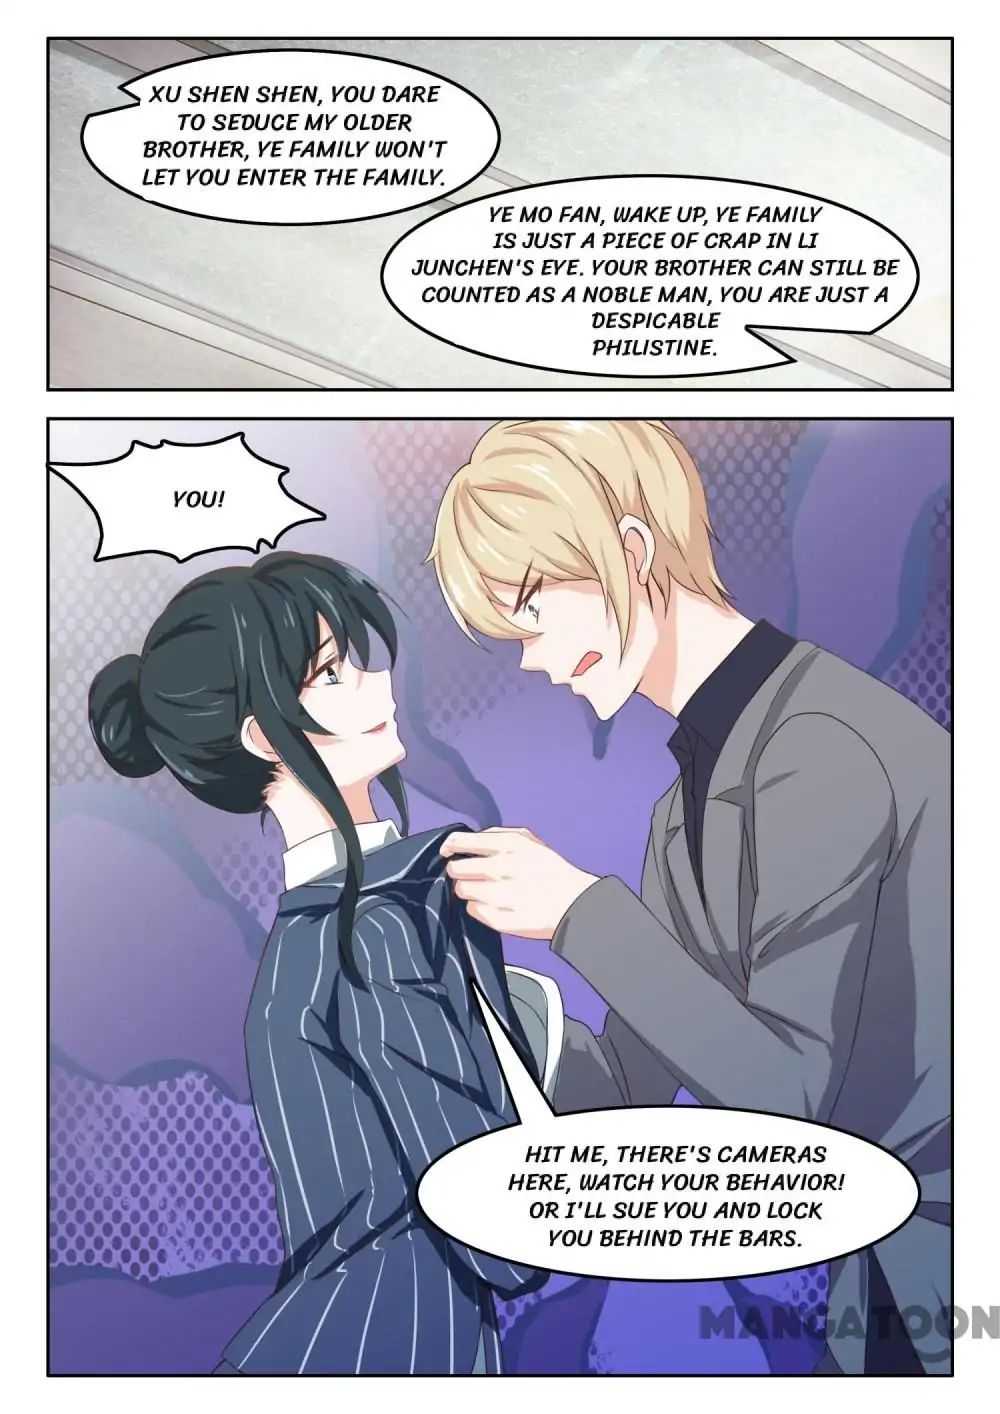 XU SHEN SHEN, YOU DARE
TO SEDUCE MY OLDER
BROTHER, YE FAMILY WON'T
LET YOU ENTER THE FAMILY.
YE MO FAN, WAKE UP, YE FAMILY
IS JUST A PIECE OF CRAP IN LI
JUNCHEN'S EYE. YOUR BROTHER CAN STILL BE
COUNTED AS A NOBLE MAN, YOU ARE JUST A
DESPICABLE
PHILISTINE.
YOU!
HIT ME, THERE'S CAMERAS
HERE, WATCH YOUR BEHAVIOR!
OR I'LL SUE YOU AND LOCK
YOU BEHIND THE BARS.
MANGATOON